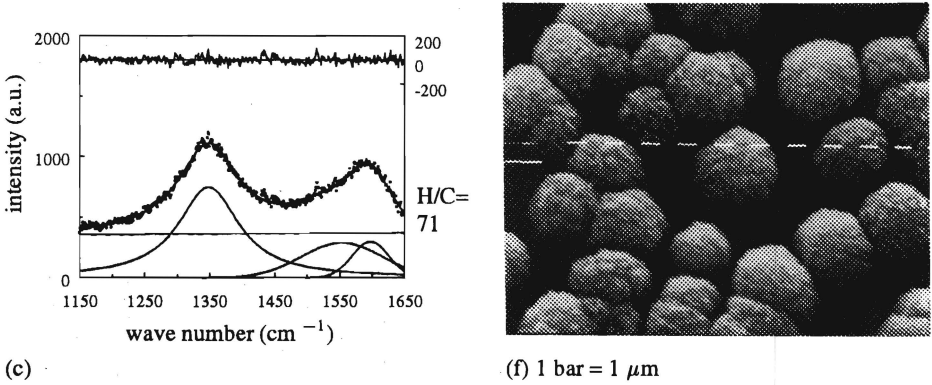 2000
1000
0
200
0
-200
intensity (a.u.)
H/C=
71
1150 1250 1350 1450 1550 1650
wave number (cm ⁻¹)
(c)
(f) 1 bar = 1 μm